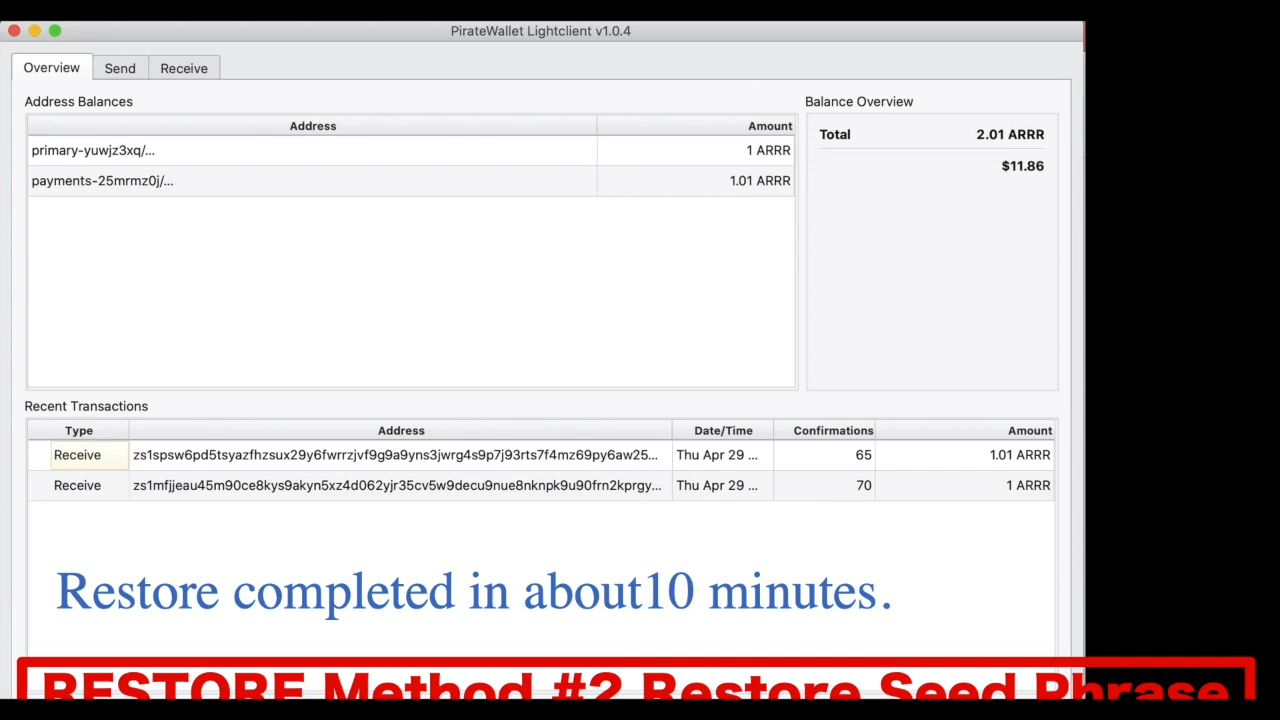 PirateWallet Lightclient v1.0.4
Overview Send Receive
Address Balances
Address Amount
primary-yuwjz3xq/... 1 ARRR
payments-25mrmz0j/... 1.01 ARRR
Balance Overview
Total 2.01 ARRR
$11.86
Recent Transactions
Type Address Date/Time Confirmations Amount
Receive zs1spsw6pd5tsyazfhzsux29y6fwrrzjvf9g9a9yns3jwrg4s9p7j93rts7f4mz69py6aw25... Thu Apr 29 ... 65 1.01 ARRR
Receive zs1mfjjeau45m90ce8kys9akyn5xz4d062yjr35cv5w9decu9nue8nknpk9u90frn2kprgy... Thu Apr 29 ... 70 1 ARRR
Restore completed in about10 minutes.
RESTORE Method #2 Restore Seed Phrase